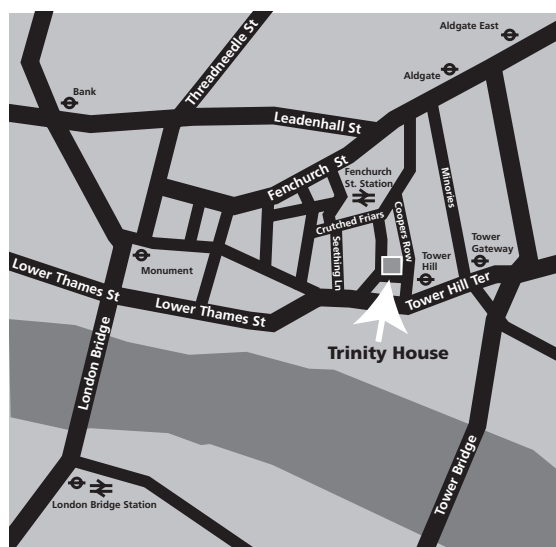 Aldgate East
Threadneedle St
Aldgate
Bank
Leadenhall St
Fenchurch St
Fenchurch
St. Station
Minories
Crutched Friars
Coopers Row
Seething Ln
Tower
Gateway
Tower
Hill
Monument
Lower Thames St
Lower Thames St
Tower Hill Ter
Trinity House
London Bridge
Tower Bridge
London Bridge Station